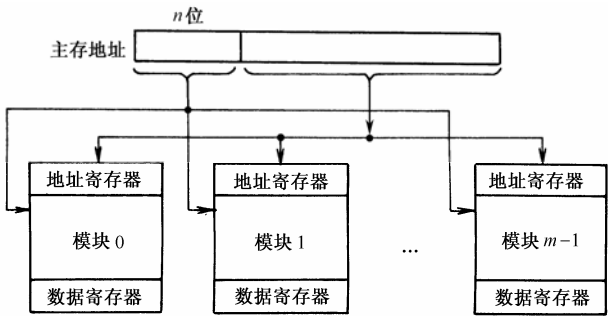 n位
主存地址
地址寄存器 地址寄存器 地址寄存器
模块 0 模块 1 ... 模块 m-1
数据寄存器 数据寄存器 数据寄存器